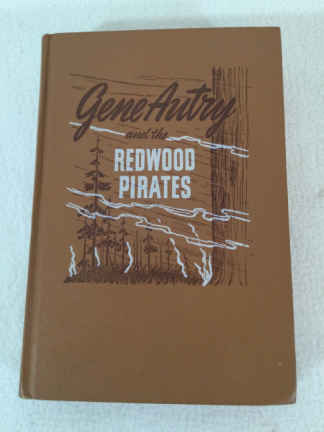 Gene Autry
and the
REDWOOD
PIRATES